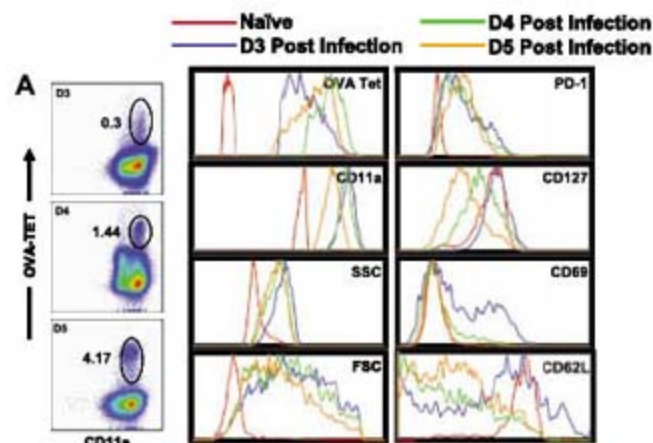 Naïve
D4 Post Infection
D3 Post Infection
D5 Post Infection
A
D3
0.3
OVA Tet
PD-1
D4
1.44
CD11a
CD127
OVA-TET
SSC
CD69
D5
4.17
FSC
CD62L
CD11a